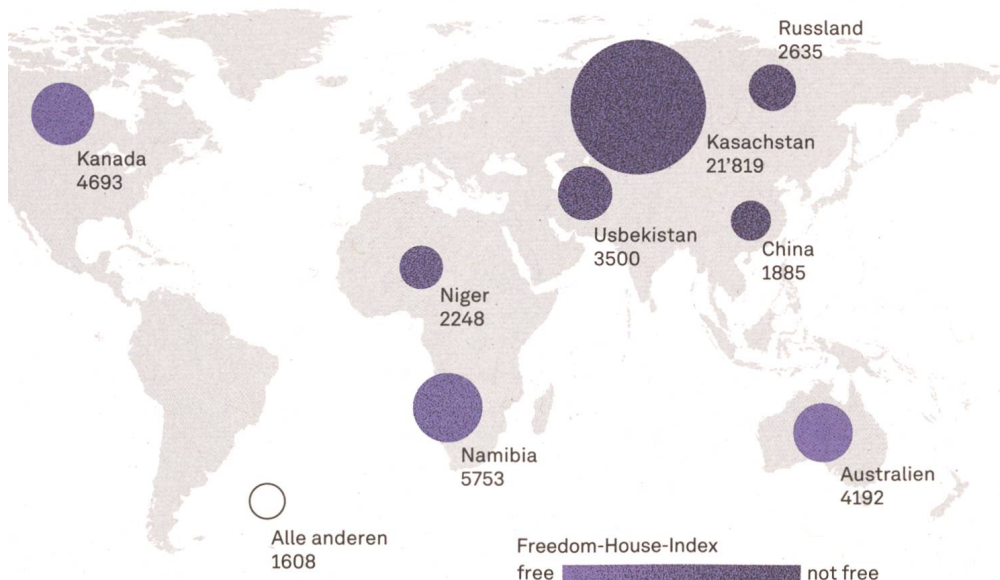 Russland
2635
Kanada
4693
Kasachstan
21'819
Usbekistan
3500
China
1885
Niger
2248
Namibia
5753
Australien
4192
Alle anderen
1608
Freedom-House-Index
free
not free